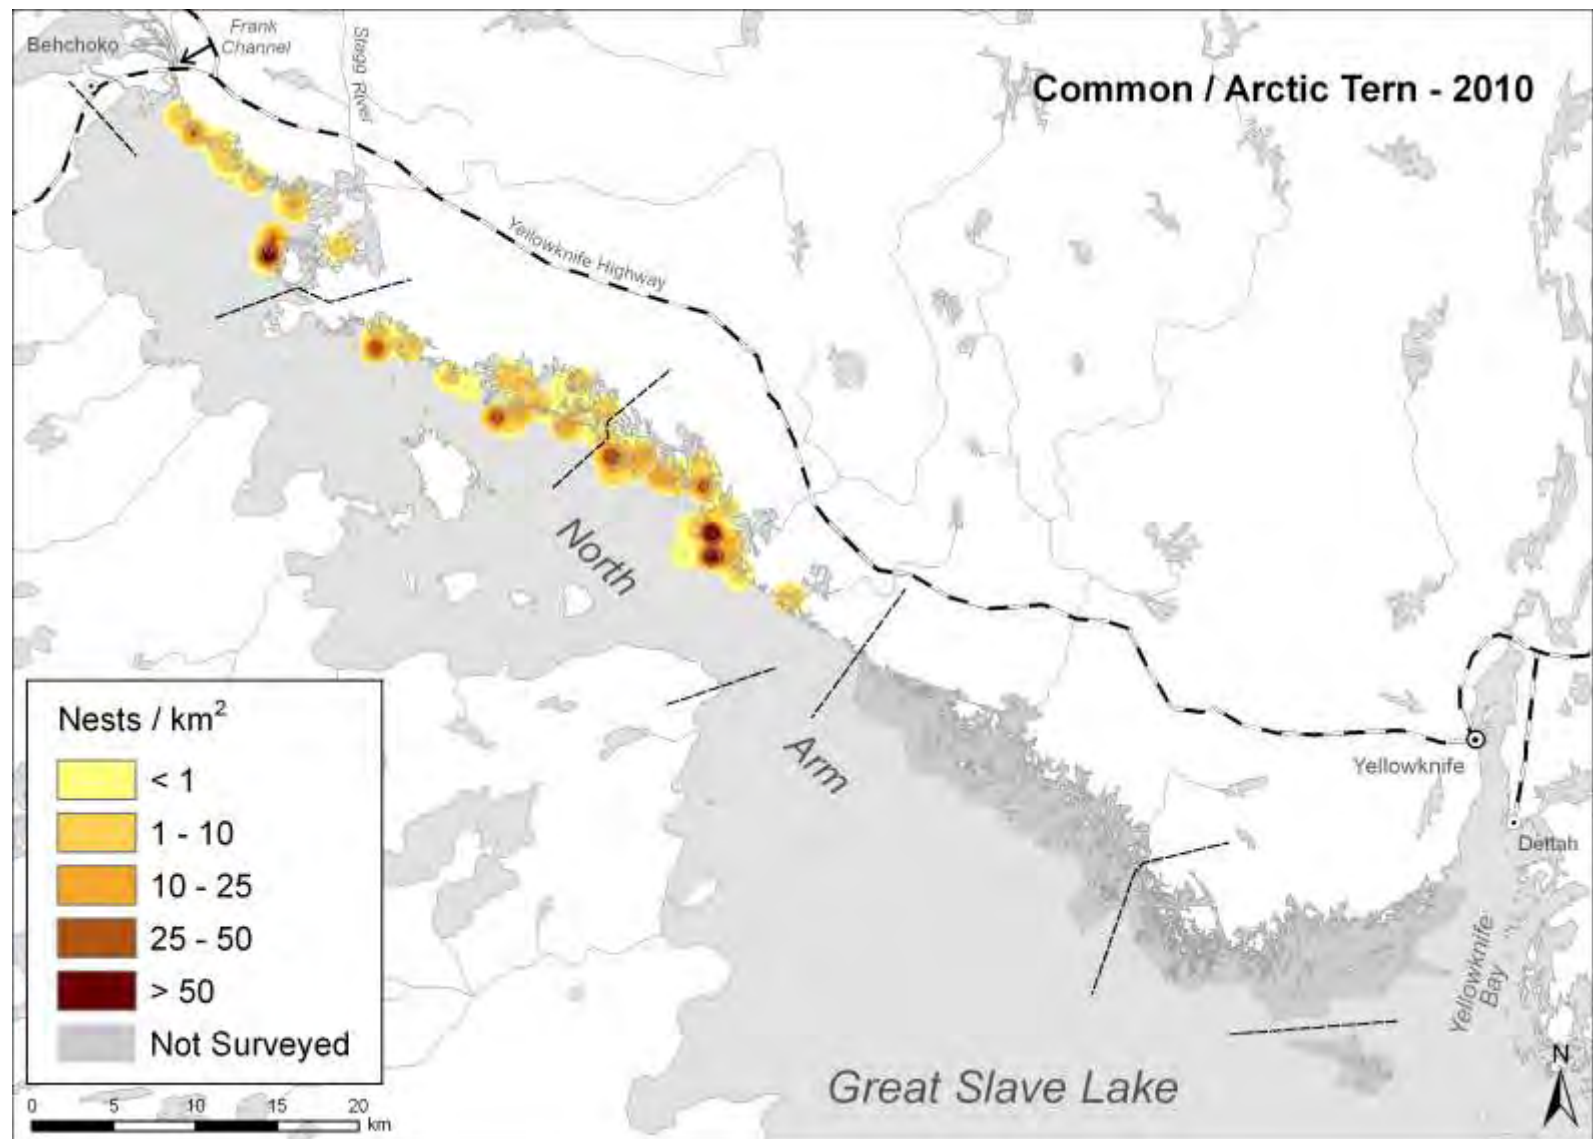 Behchoko
Frank
Channel
Stagg River
Common / Arctic Tern - 2010
Yellowknife Highway
North
Arm
Yellowknife
Dettah
Yellowknife
Bay
Great Slave Lake
Nests / km²
< 1
1 - 10
10 - 25
25 - 50
> 50
Not Surveyed
0 5 10 15 20
km
N